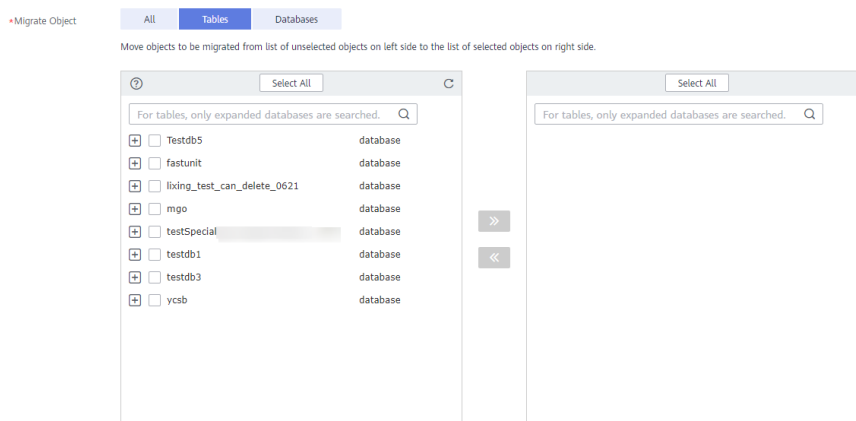 *Migrate Object
All Tables Databases
Move objects to be migrated from list of unselected objects on left side to the list of selected objects on right side.
Select All
For tables, only expanded databases are searched.
Testdb5 database
fastunit database
lixing_test_can_delete_0621 database
mgo database
testSpecial database
testdb1 database
testdb3 database
ycsb database
Select All
For tables, only expanded databases are searched.